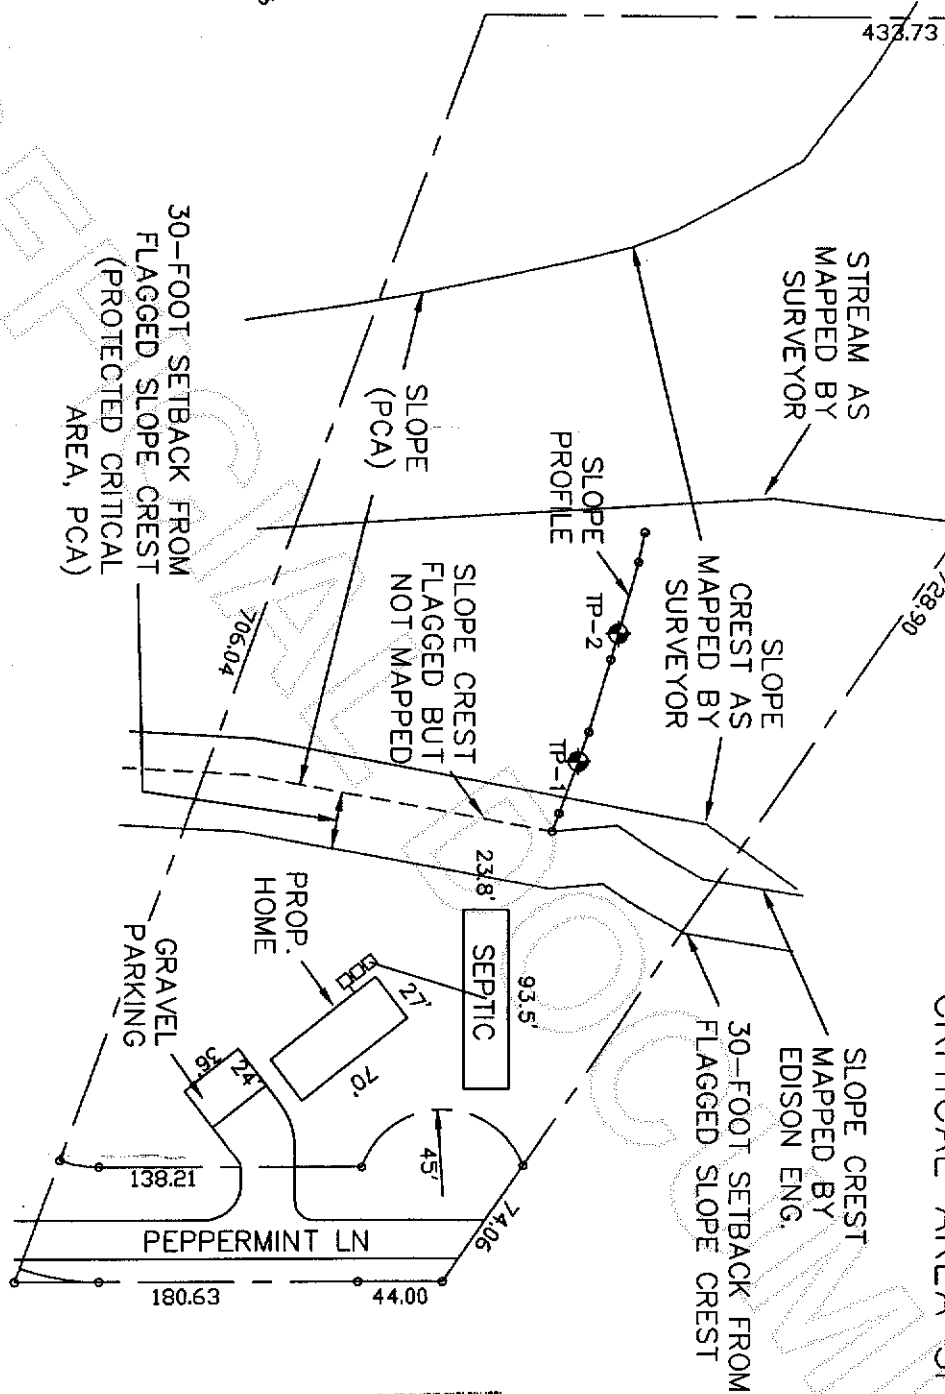 433.73
STREAM AS
MAPPED BY
SURVEYOR
728.90
30-FOOT SETBACK FROM
FLAGGED SLOPE CREST
(PROTECTED CRITICAL
AREA, PCA)
SLOPE
(PCA)
SLOPE
PROFILE
TP-2
TP-1
SLOPE
CREST AS
MAPPED BY
SURVEYOR
SLOPE CREST
FLAGGED BUT
NOT MAPPED
706.04
SLOPE CREST
MAPPED BY
EDISON ENG.
30-FOOT SETBACK FROM
FLAGGED SLOPE CREST
23.8'
93.5'
SEPTIC
PROP.
HOME
27'
70'
GRAVEL
PARKING
36'
24'
45'
138.21
74.06
PEPPERMINT LN
180.63
44.00
CRITICAL AREA